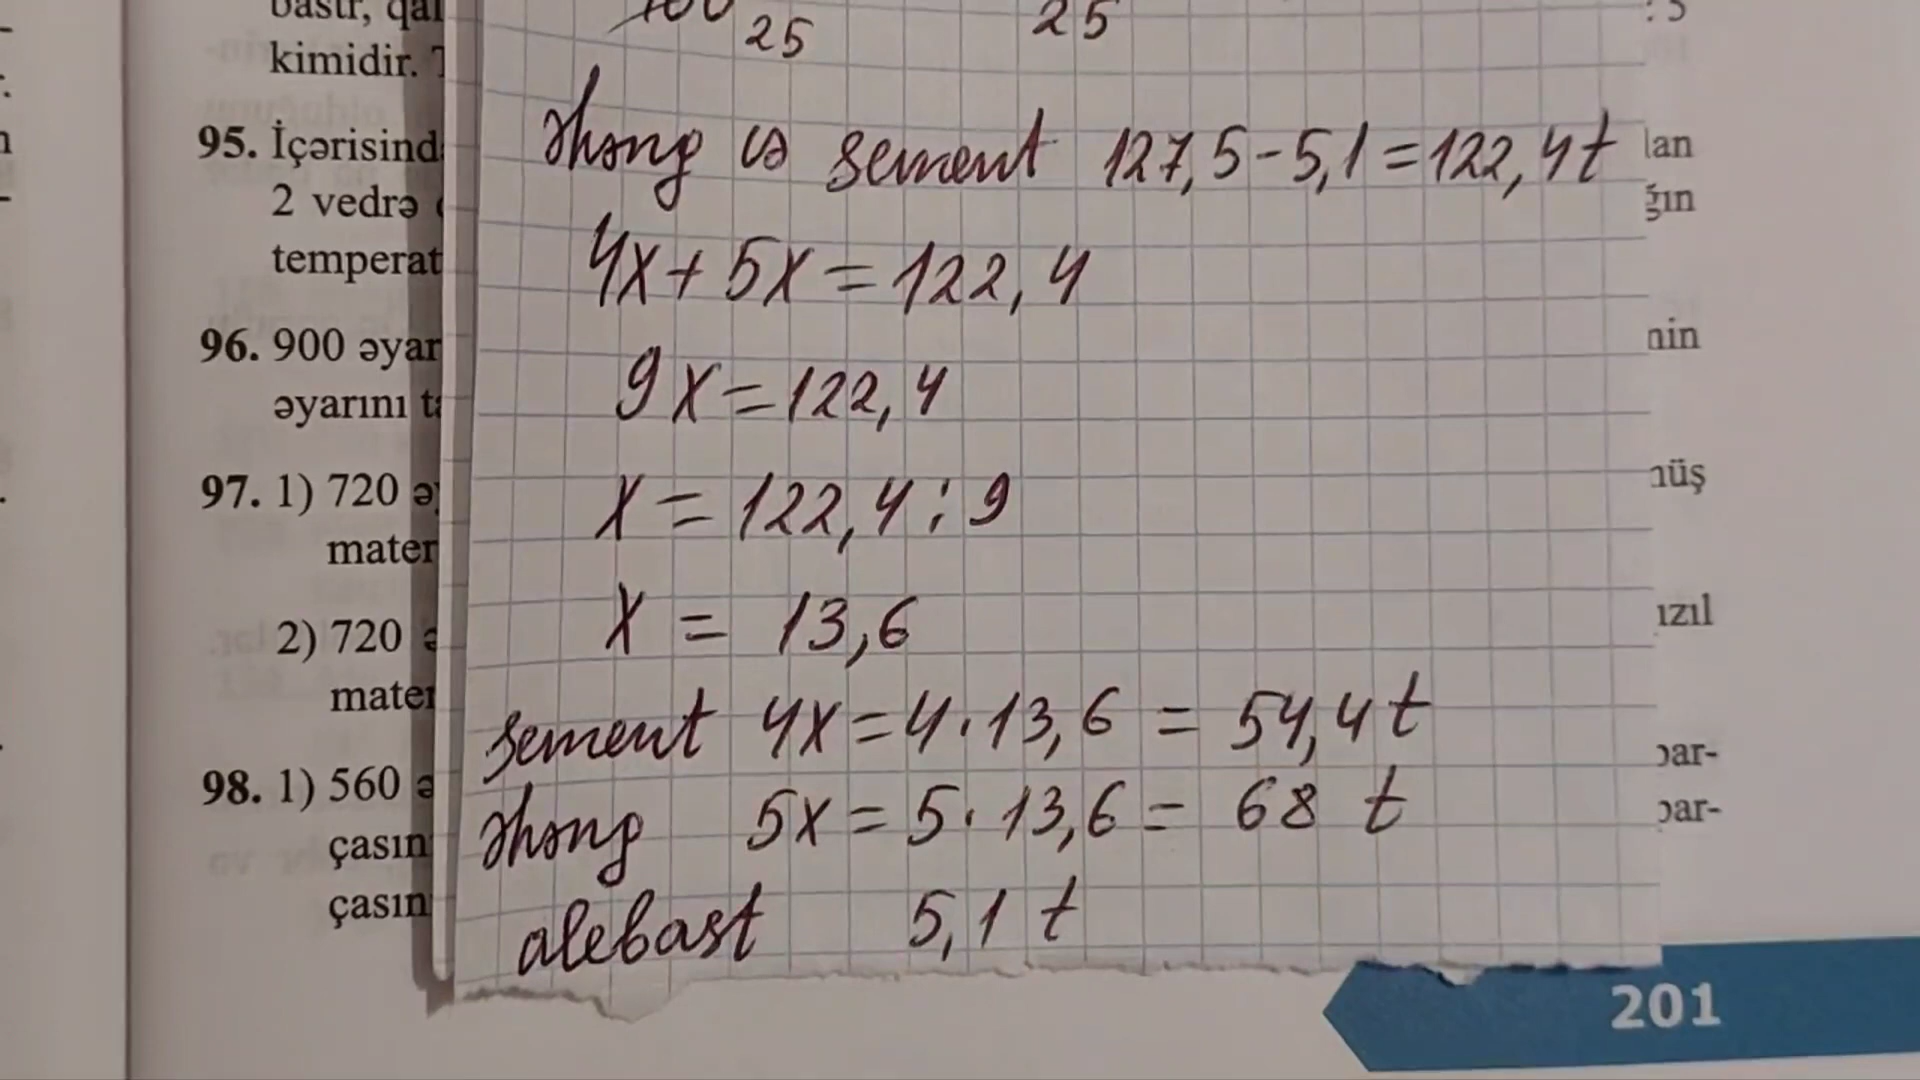 kimidir.
25 25
95. İçərisind
2 vedrə
temperat
96. 900 əyar
əyarını
97. 1) 720
mater
2) 720
mater
98. 1) 560
çasın
çasın
Əhəng və sement 127,5-5,1=122,4t
4x+5x=122,4
9x=122,4
x=122,4:9
x= 13,6
sement 4x=4·13,6 = 54,4t
Əhəng 5x=5·13,6= 68 t
alebast 5,1 t
lan
ğın
nin
nüş
ızıl
par-
par-
201